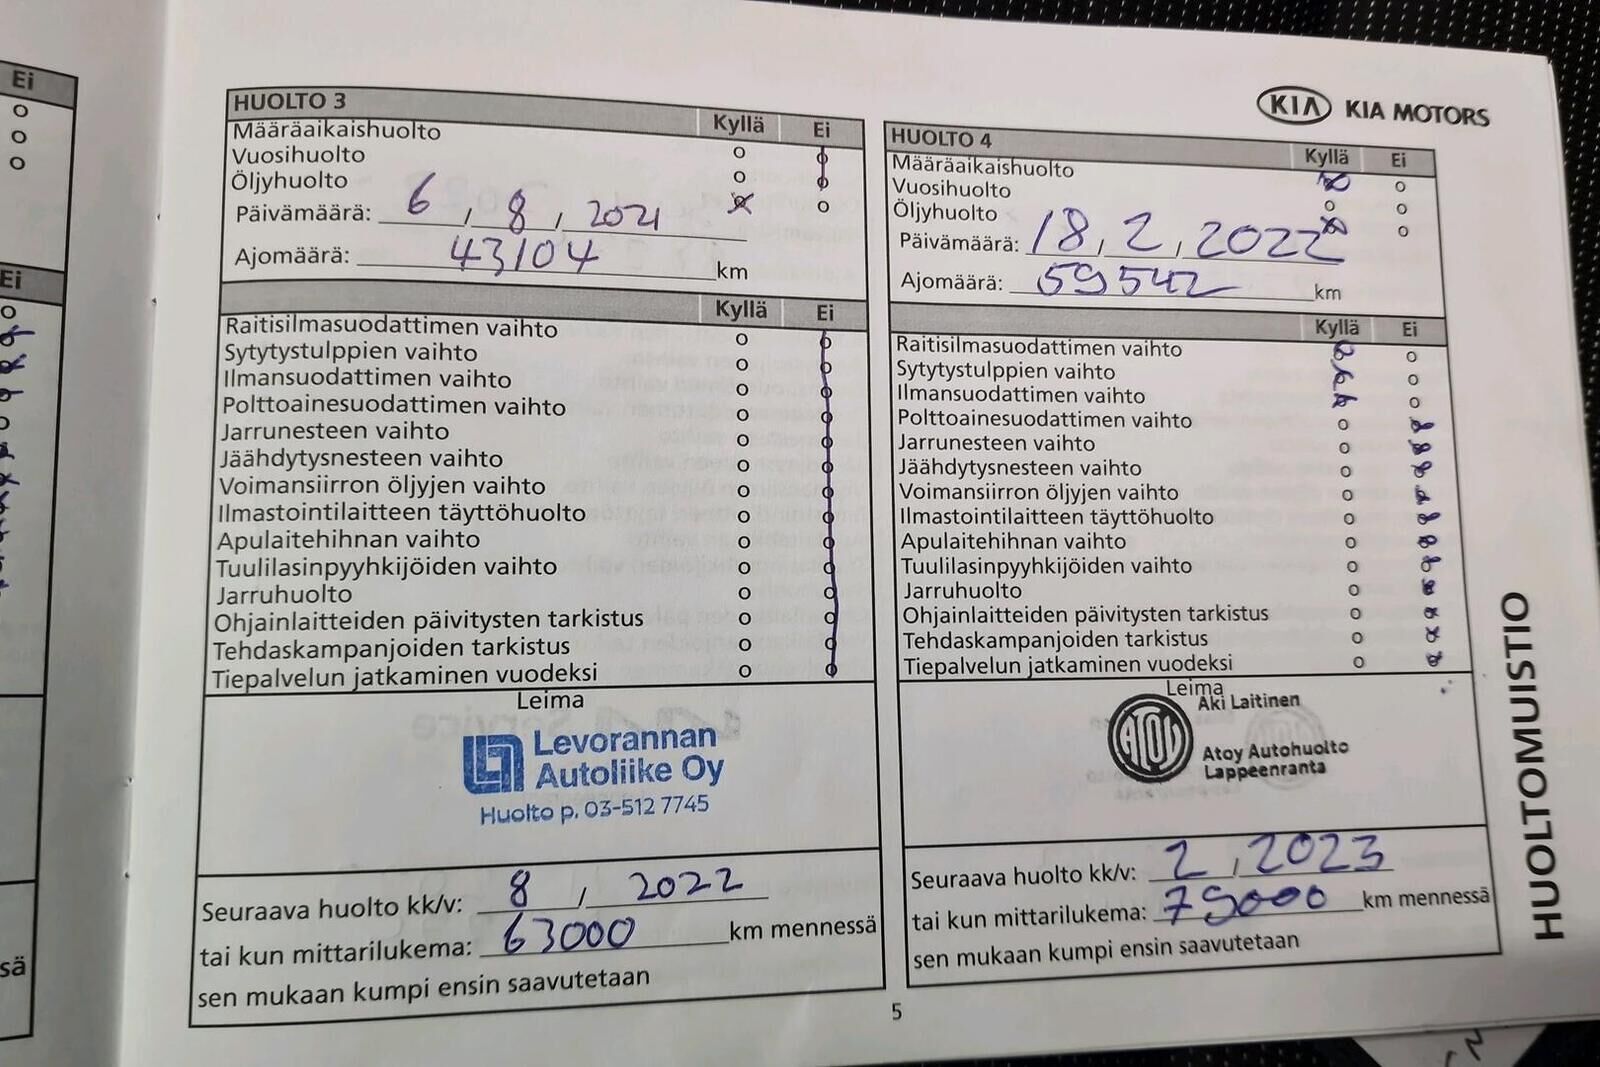 Ei
Ei
sä
HUOLTO 3
Kyllä Ei
Määräaikaishuolto
Vuosihuolto
Öljyhuolto
Päivämäärä: 6, 8, 2021
Ajomäärä: 43104 km
Kyllä Ei
Raitisilmasuodattimen vaihto
Sytytystulppien vaihto
Ilmansuodattimen vaihto
Polttoainesuodattimen vaihto
Jarrunesteen vaihto
Jäähdytysnesteen vaihto
Voimansiirron öljyjen vaihto
Ilmastointilaitteen täyttöhuolto
Apulaitehihnan vaihto
Tuulilasinpyyhkijöiden vaihto
Jarruhuolto
Ohjainlaitteiden päivitysten tarkistus
Tehdaskampanjoiden tarkistus
Tiepalvelun jatkaminen vuodeksi
Leima
Levorannan
Autoliike Oy
Huolto p. 03-512 7745
Seuraava huolto kk/v: 8, 2022
tai kun mittarilukema: 63000 km mennessä
sen mukaan kumpi ensin saavutetaan
KIA KIA MOTORS
HUOLTO 4
Kyllä Ei
Määräaikaishuolto
Vuosihuolto
Öljyhuolto
Päivämäärä: 18, 2, 2022
Ajomäärä: 59542 km
Kyllä Ei
Raitisilmasuodattimen vaihto
Sytytystulppien vaihto
Ilmansuodattimen vaihto
Polttoainesuodattimen vaihto
Jarrunesteen vaihto
Jäähdytysnesteen vaihto
Voimansiirron öljyjen vaihto
Ilmastointilaitteen täyttöhuolto
Apulaitehihnan vaihto
Tuulilasinpyyhkijöiden vaihto
Jarruhuolto
Ohjainlaitteiden päivitysten tarkistus
Tehdaskampanjoiden tarkistus
Tiepalvelun jatkaminen vuodeksi
Leima
Aki Laitinen
ATOY
Atoy Autohuolto
Lappeenranta
Seuraava huolto kk/v: 2, 2023
tai kun mittarilukema: 79000 km mennessä
sen mukaan kumpi ensin saavutetaan
HUOLTOMUISTIO
5